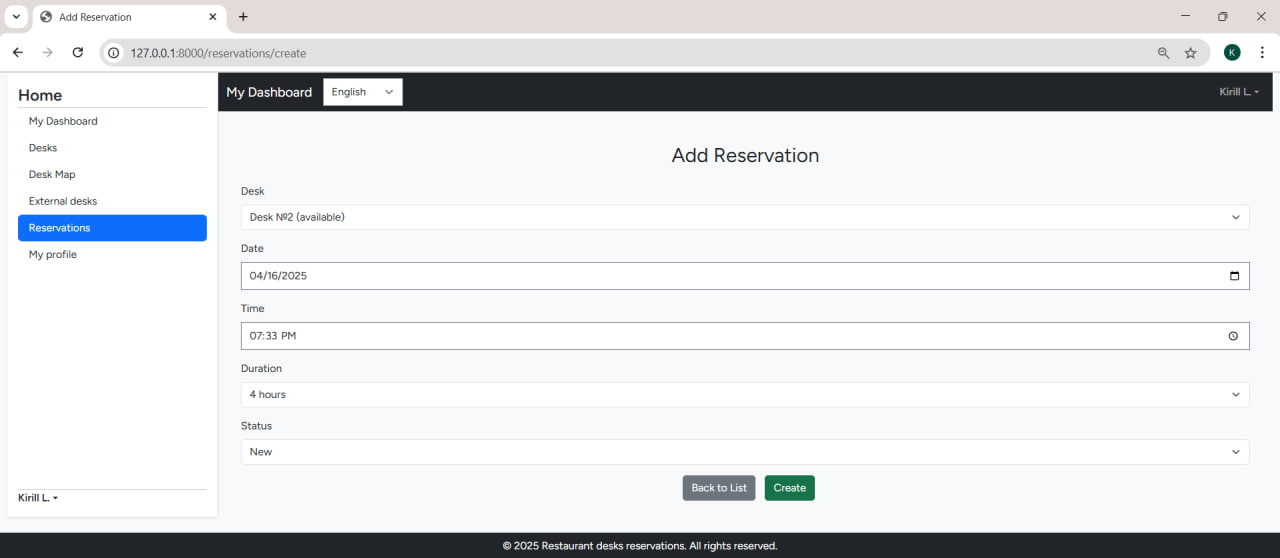 Add Reservation
127.0.0.1:8000/reservations/create
K
Home
My Dashboard
Desks
Desk Map
External desks
Reservations
My profile
Kirill L.
My Dashboard
English
Kirill L.
Add Reservation
Desk
Desk №2 (available)
Date
04/16/2025
Time
07:33 PM
Duration
4 hours
Status
New
Back to List
Create
© 2025 Restaurant desks reservations. All rights reserved.